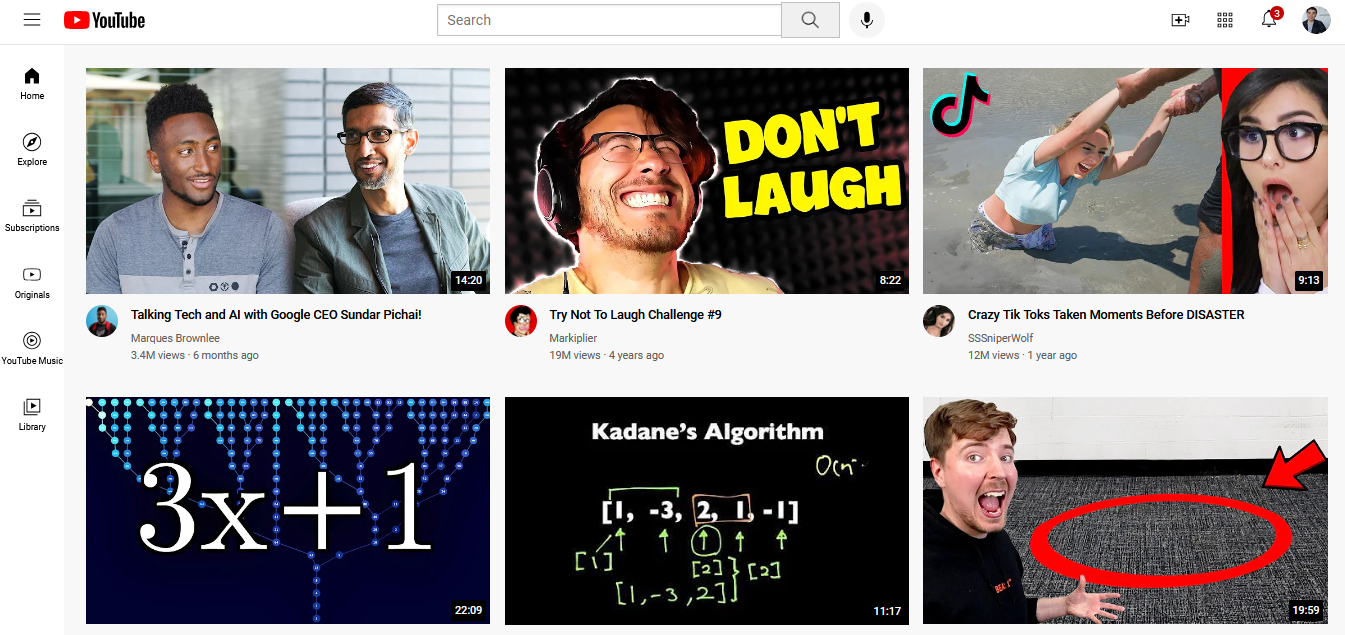 YouTube
Search
3
Home
Explore
Subscriptions
Originals
YouTube Music
Library
14:20
Talking Tech and AI with Google CEO Sundar Pichai!
Marques Brownlee
3.4M views · 6 months ago
DON'T
LAUGH
8:22
Try Not To Laugh Challenge #9
Markiplier
19M views · 4 years ago
9:13
Crazy Tik Toks Taken Moments Before DISASTER
SSSniperWolf
12M views · 1 year ago
3x+1
22:09
Kadane's Algorithm
O(n
[1, -3, 2, 1, -1]
[1]
[2]
[2]
[1, -3, 2]
11:17
19:59